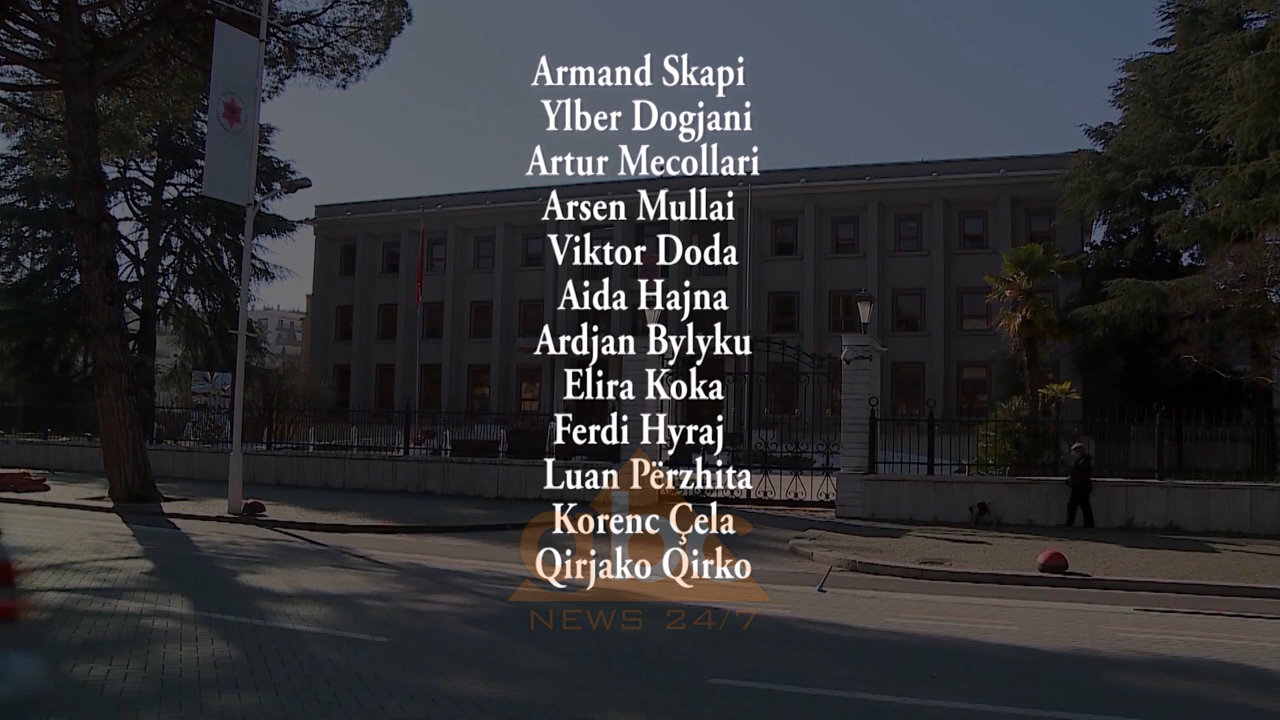 Armand Skapi
Ylber Dogjani
Artur Mecollari
Arsen Mullai
Viktor Doda
Aida Hajna
Ardjan Bylyku
Elira Koka
Ferdi Hyraj
Luan Përzhita
Korenc Çela
Qirjako Qirko
abc
NEWS 24/7